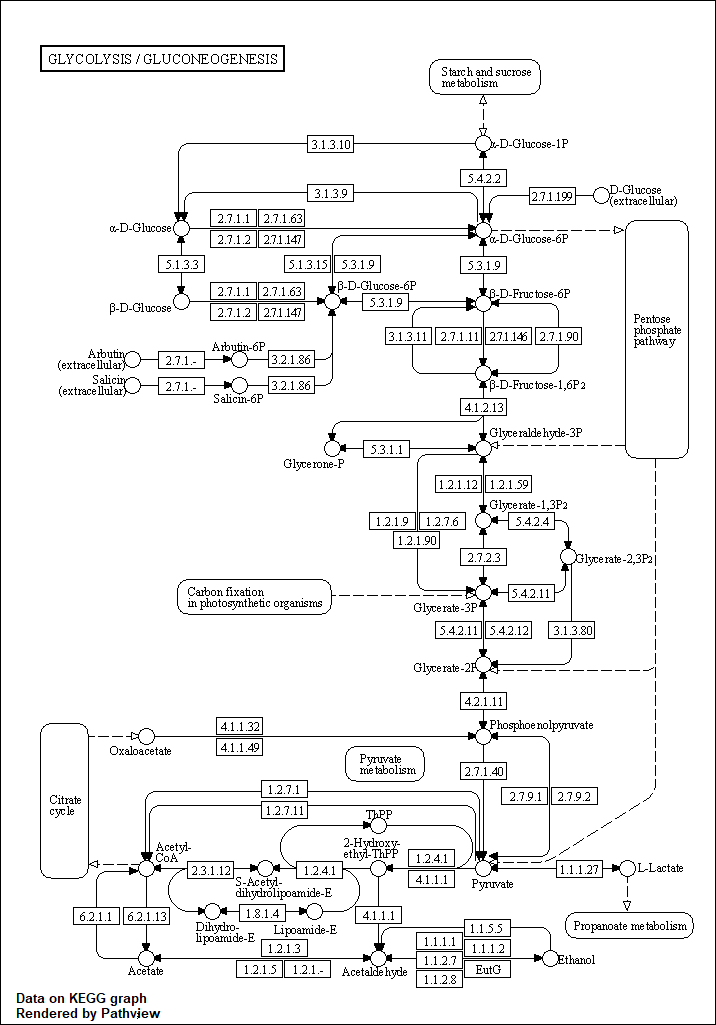 GLYCOLYSIS / GLUCONEOGENESIS
Starch and sucrose
metabolism
3.1.3.10
α-D-Glucose-1P
5.4.2.2
3.1.3.9
2.7.1.199
D-Glucose
(extracellular)
α-D-Glucose
2.7.1.1
2.7.1.63
2.7.1.2
2.7.1.147
α-D-Glucose-6P
5.1.3.3
5.1.3.15
5.3.1.9
5.3.1.9
β-D-Glucose
2.7.1.1
2.7.1.63
2.7.1.2
2.7.1.147
β-D-Glucose-6P
5.3.1.9
β-D-Fructose-6P
Pentose
phosphate
pathway
3.1.3.11
2.7.1.11
2.7.1.146
2.7.1.90
Arbutin
(extracellular)
2.7.1.-
Arbutin-6P
3.2.1.86
Salicin
(extracellular)
2.7.1.-
Salicin-6P
3.2.1.86
β-D-Fructose-1,6P2
4.1.2.13
Glyceraldehyde-3P
Glycerone-P
5.3.1.1
1.2.1.12
1.2.1.59
Glycerate-1,3P2
1.2.1.9
1.2.7.6
1.2.1.90
5.4.2.4
2.7.2.3
Glycerate-2,3P2
Carbon fixation
in photosynthetic organisms
Glycerate-3P
5.4.2.11
5.4.2.11
5.4.2.12
3.1.3.80
Glycerate-2P
4.2.1.11
Phosphoenolpyruvate
Oxaloacetate
4.1.1.32
4.1.1.49
Pyruvate
metabolism
2.7.1.40
2.7.9.1
2.7.9.2
Citrate
cycle
1.2.7.1
1.2.7.11
ThPP
Acetyl-
CoA
2.3.1.12
S-Acetyl-
dihydrolipoamide-E
1.2.4.1
2-Hydroxy-
ethyl-ThPP
1.2.4.1
4.1.1.1
Pyruvate
1.1.1.27
L-Lactate
6.2.1.1
6.2.1.13
Dihydro-
lipoamide-E
1.8.1.4
Lipoamide-E
4.1.1.1
Propanoate metabolism
Acetate
1.2.1.3
1.2.1.5
1.2.1.-
Acetaldehyde
1.1.5.5
1.1.1.1
1.1.1.2
1.1.2.7
EutG
1.1.2.8
Ethanol
Data on KEGG graph
Rendered by Pathview